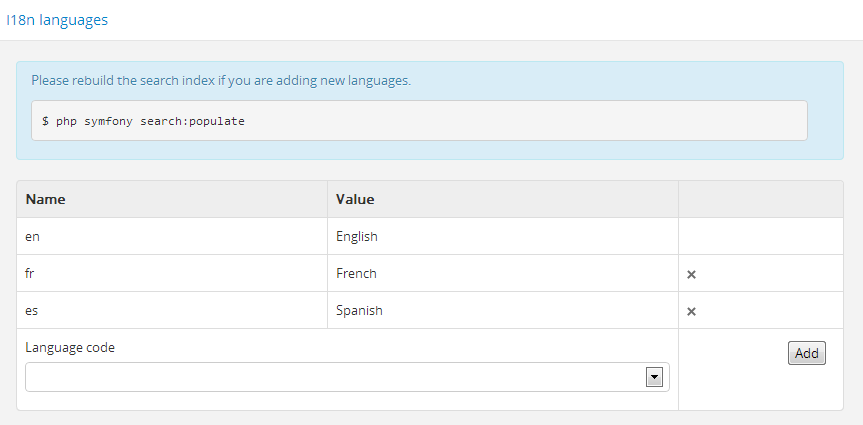 I18n languages
Please rebuild the search index if you are adding new languages.
$ php symfony search:populate
Name Value
en English
fr French
es Spanish
Language code
Add